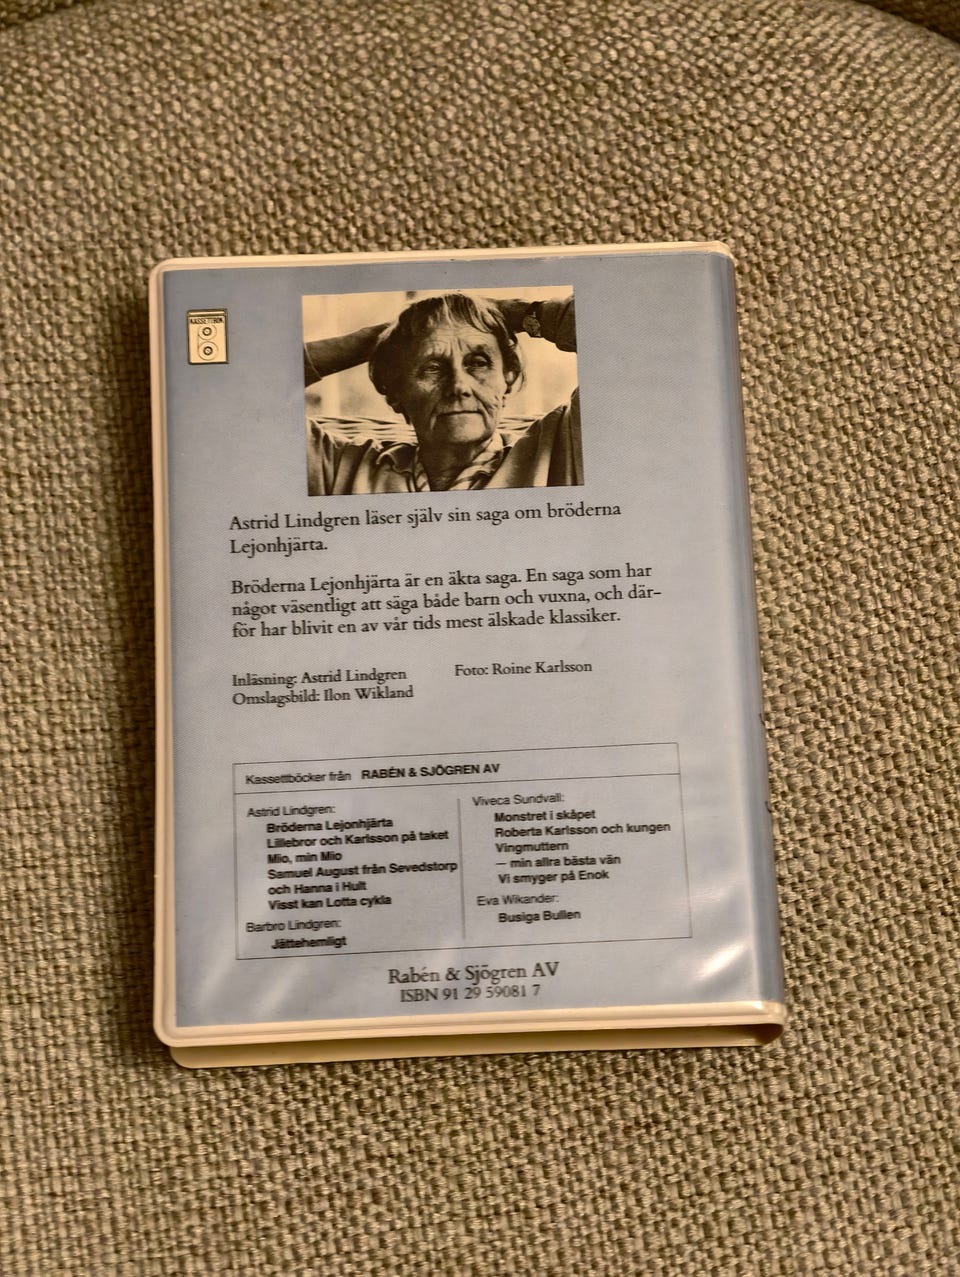 KASSETTBOK
Astrid Lindgren läser själv sin saga om bröderna
Lejonhjärta.
Bröderna Lejonhjärta är en äkta saga. En saga som har
något väsentligt att säga både barn och vuxna, och där-
för har blivit en av vår tids mest älskade klassiker.
Inläsning: Astrid Lindgren
Omslagsbild: Ilon Wikland
Foto: Roine Karlsson
Kassettböcker från RABÉN & SJÖGREN AV
Astrid Lindgren:
Bröderna Lejonhjärta
Lillebror och Karlsson på taket
Mio, min Mio
Samuel August från Sevedstorp
och Hanna i Hult
Visst kan Lotta cykla
Barbro Lindgren:
Jättehemligt
Viveca Sundvall:
Monstret i skåpet
Roberta Karlsson och kungen
Vingmuttern
— min allra bästa vän
Vi smyger på Enok
Eva Wikander:
Busiga Bullen
Rabén & Sjögren AV
ISBN 91 29 59081 7